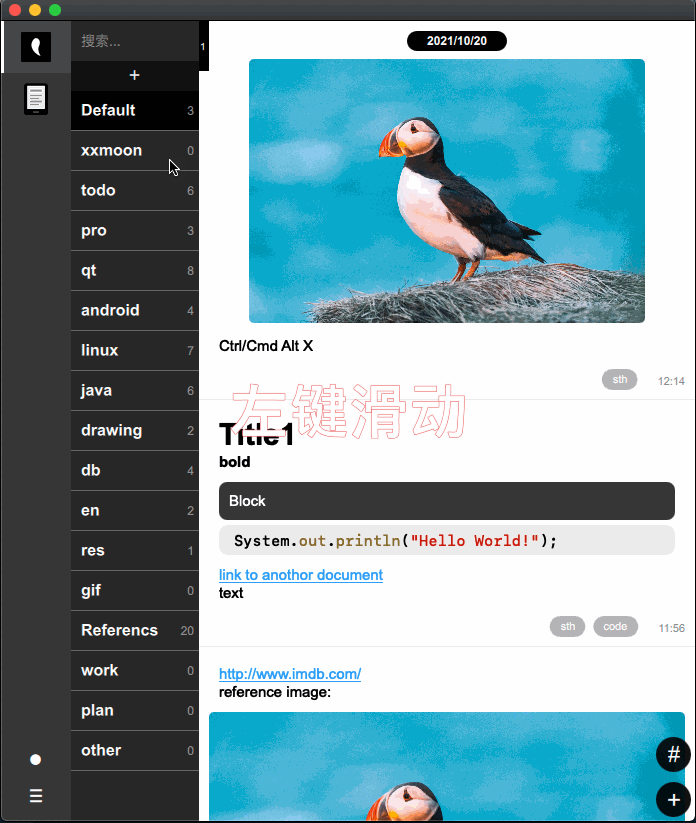 搜索...
+
Default 3
xxmoon 0
todo 6
pro 3
qt 8
android 4
linux 7
java 6
drawing 2
db 4
en 2
res 1
gif 0
Referencs 20
work 0
plan 0
other 0
1
2021/10/20
Ctrl/Cmd Alt X
sth 12:14
左键滑动
Title1
bold
Block
System.out.println("Hello World!");
link to anothor document
text
sth code 11:56
http://www.imdb.com/
reference image:
#
+